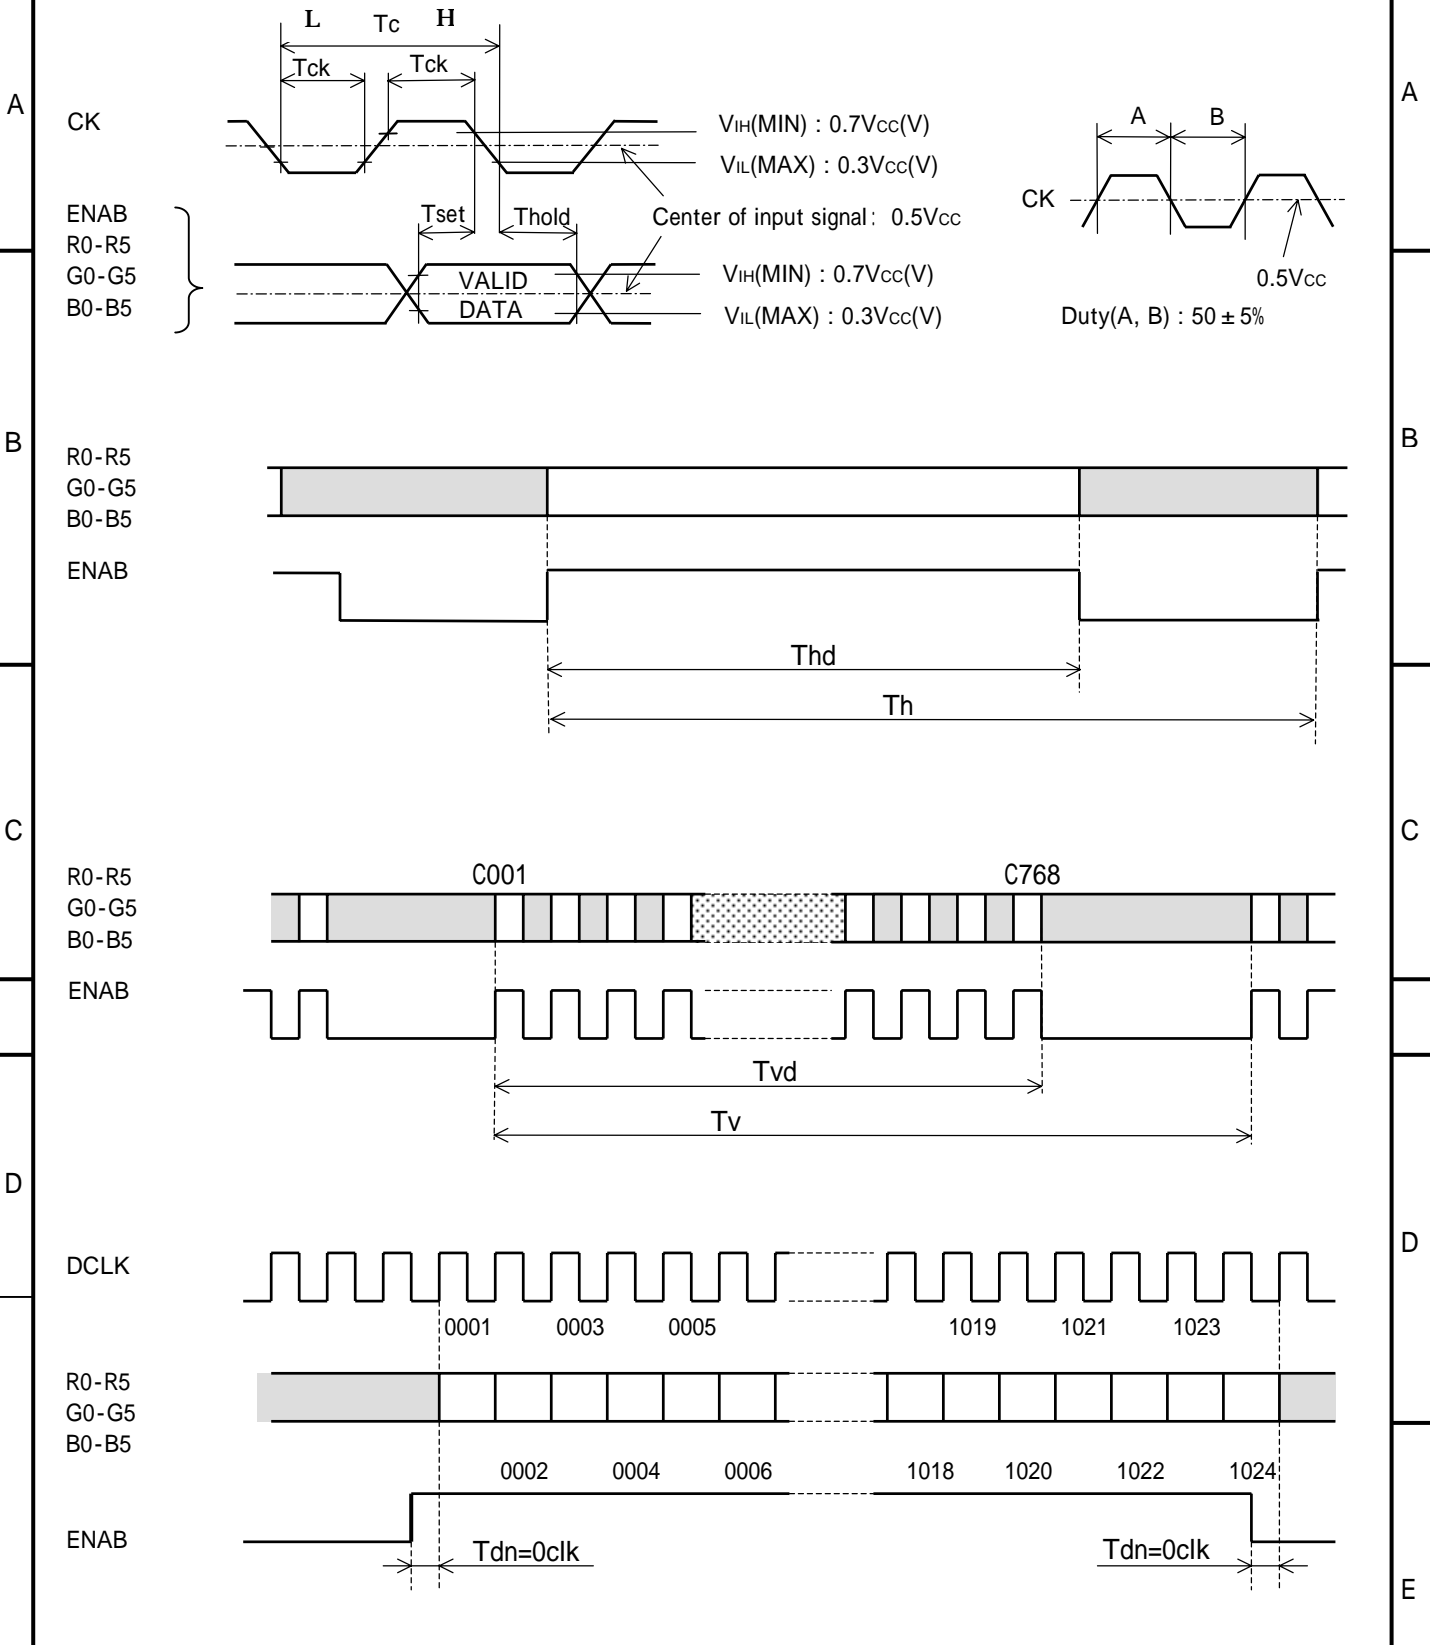 L
H
Tc
Tck
Tck
A
A
CK
VIH(MIN) : 0.7VCC(V)
VIL(MAX) : 0.3VCC(V)
A
B
CK
ENAB
R0-R5
G0-G5
B0-B5
Tset
Thold
Center of input signal: 0.5VCC
VALID
DATA
VIH(MIN) : 0.7VCC(V)
VIL(MAX) : 0.3VCC(V)
0.5VCC
Duty(A, B) : 50 ± 5%
B
B
R0-R5
G0-G5
B0-B5
ENAB
Thd
Th
C
C
R0-R5
G0-G5
B0-B5
C001
C768
ENAB
Tvd
Tv
D
D
DCLK
0001 0003 0005 1019 1021 1023
R0-R5
G0-G5
B0-B5
0002 0004 0006 1018 1020 1022 1024
ENAB
Tdn=0clk
Tdn=0clk
E